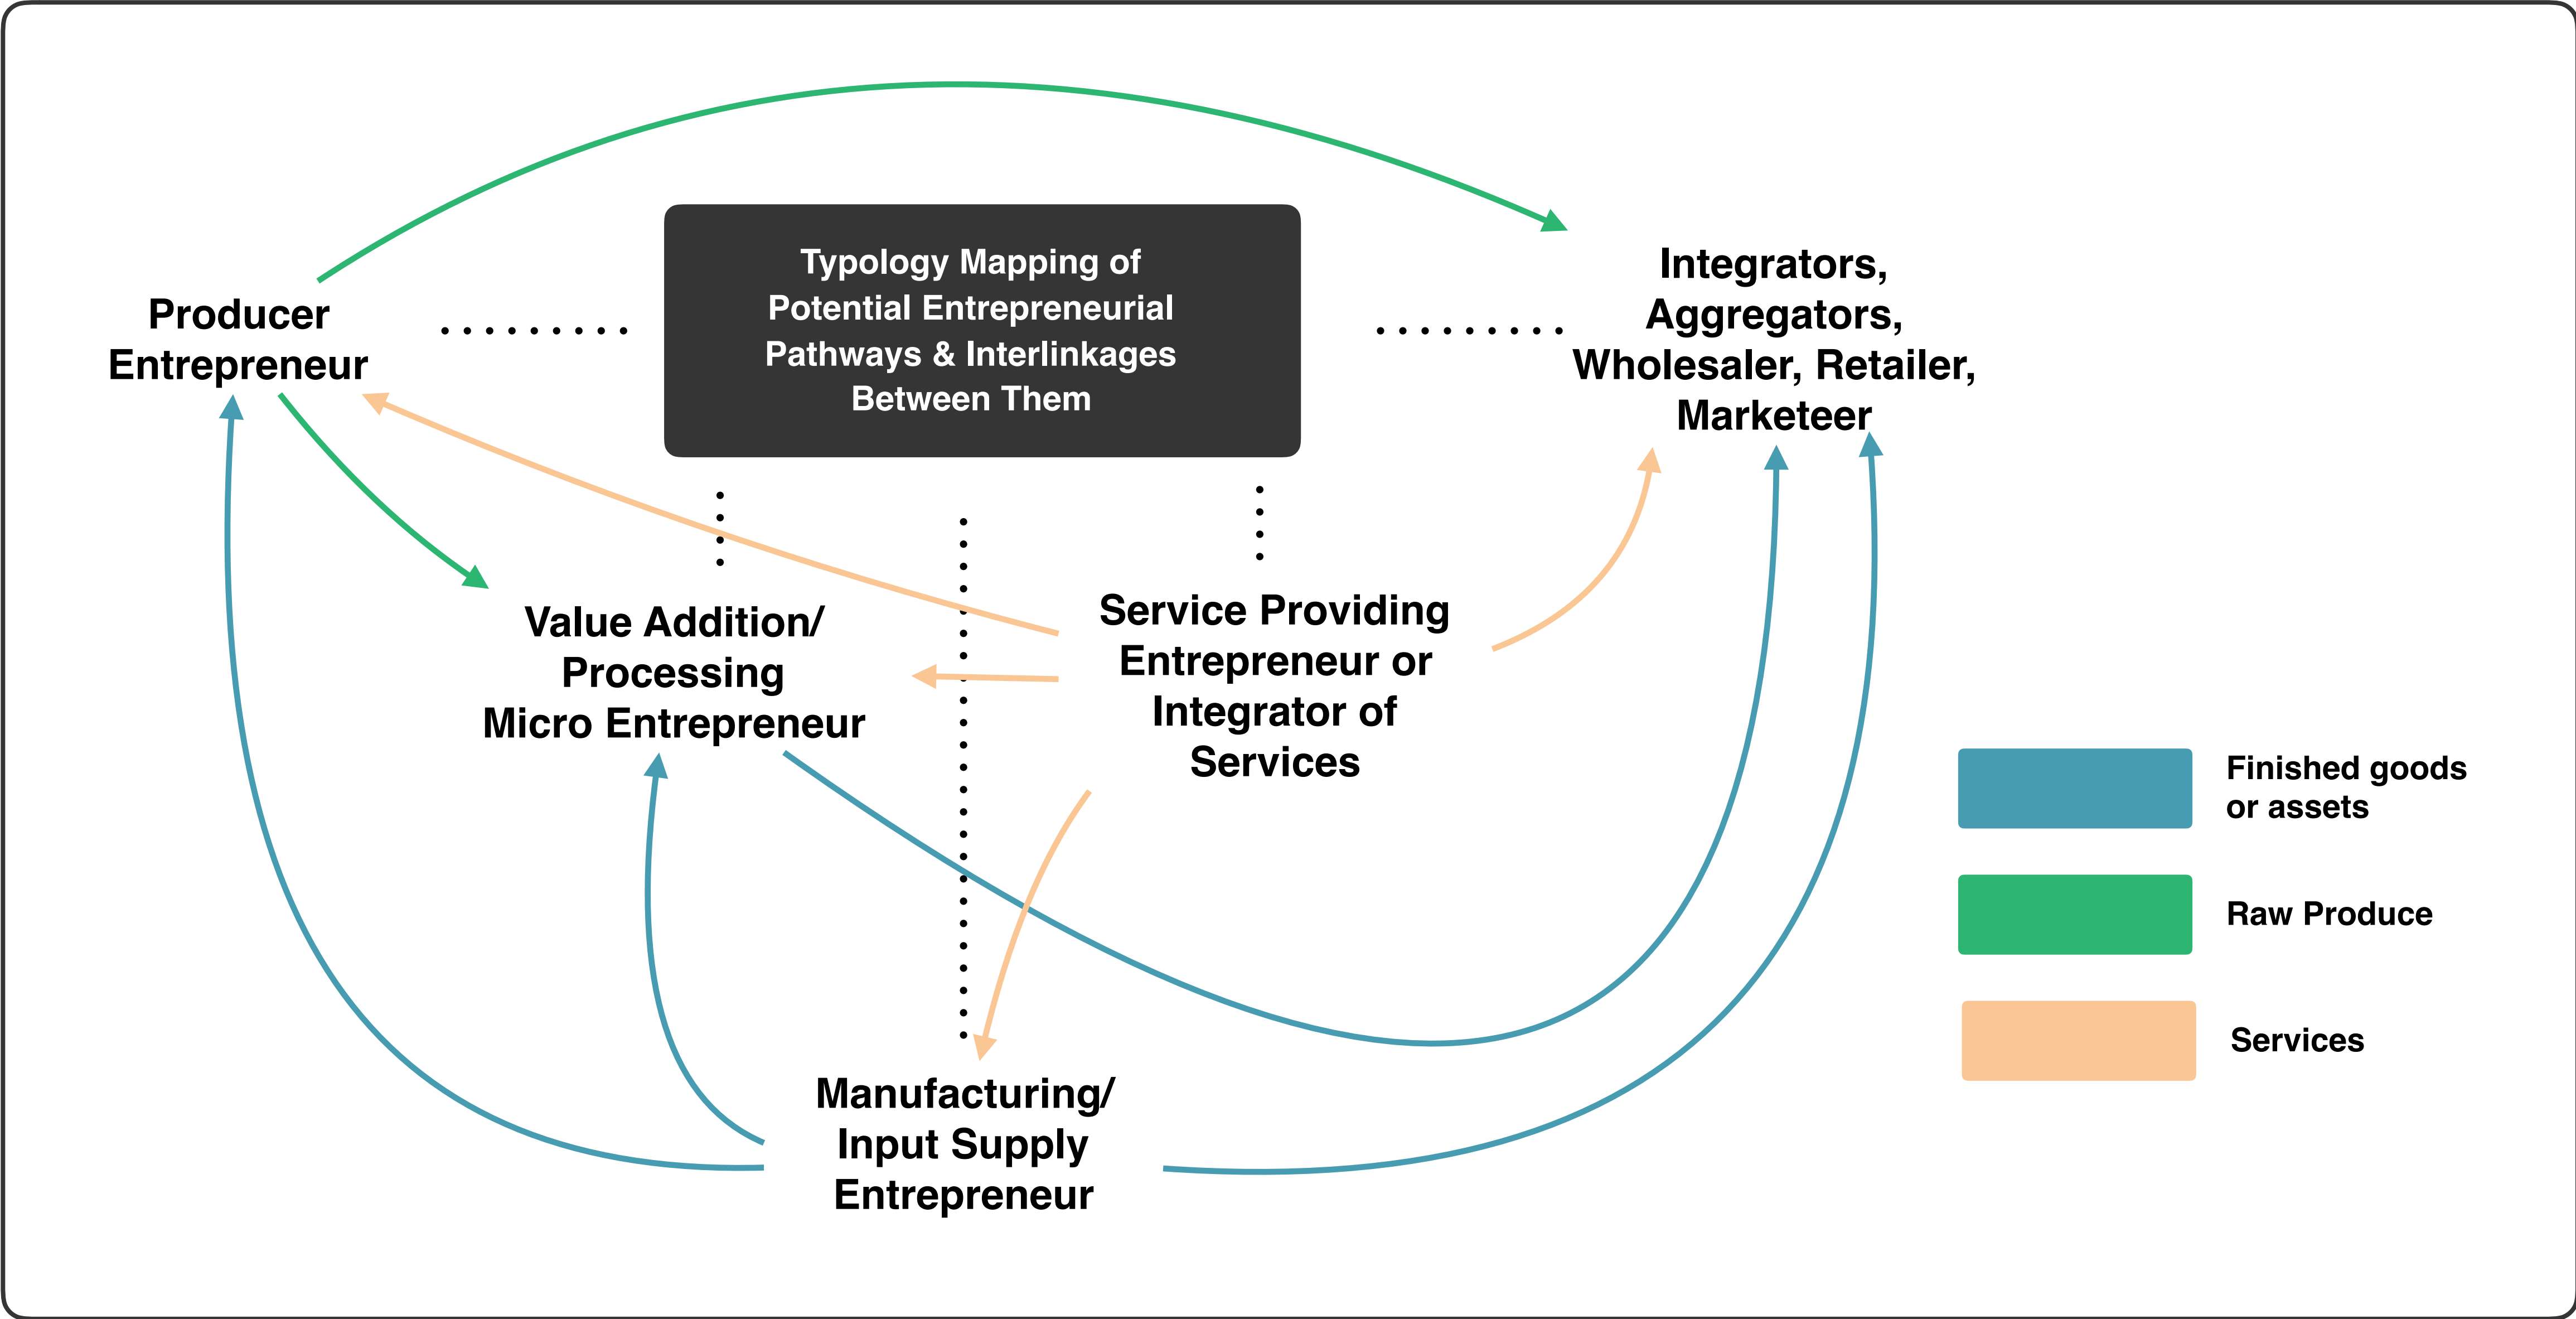 Typology Mapping of
Potential Entrepreneurial
Pathways & Interlinkages
Between Them
Producer
Entrepreneur
Integrators,
Aggregators,
Wholesaler, Retailer,
Marketeer
Value Addition/
Processing
Micro Entrepreneur
Service Providing
Entrepreneur or
Integrator of
Services
Manufacturing/
Input Supply
Entrepreneur
Finished goods
or assets
Raw Produce
Services